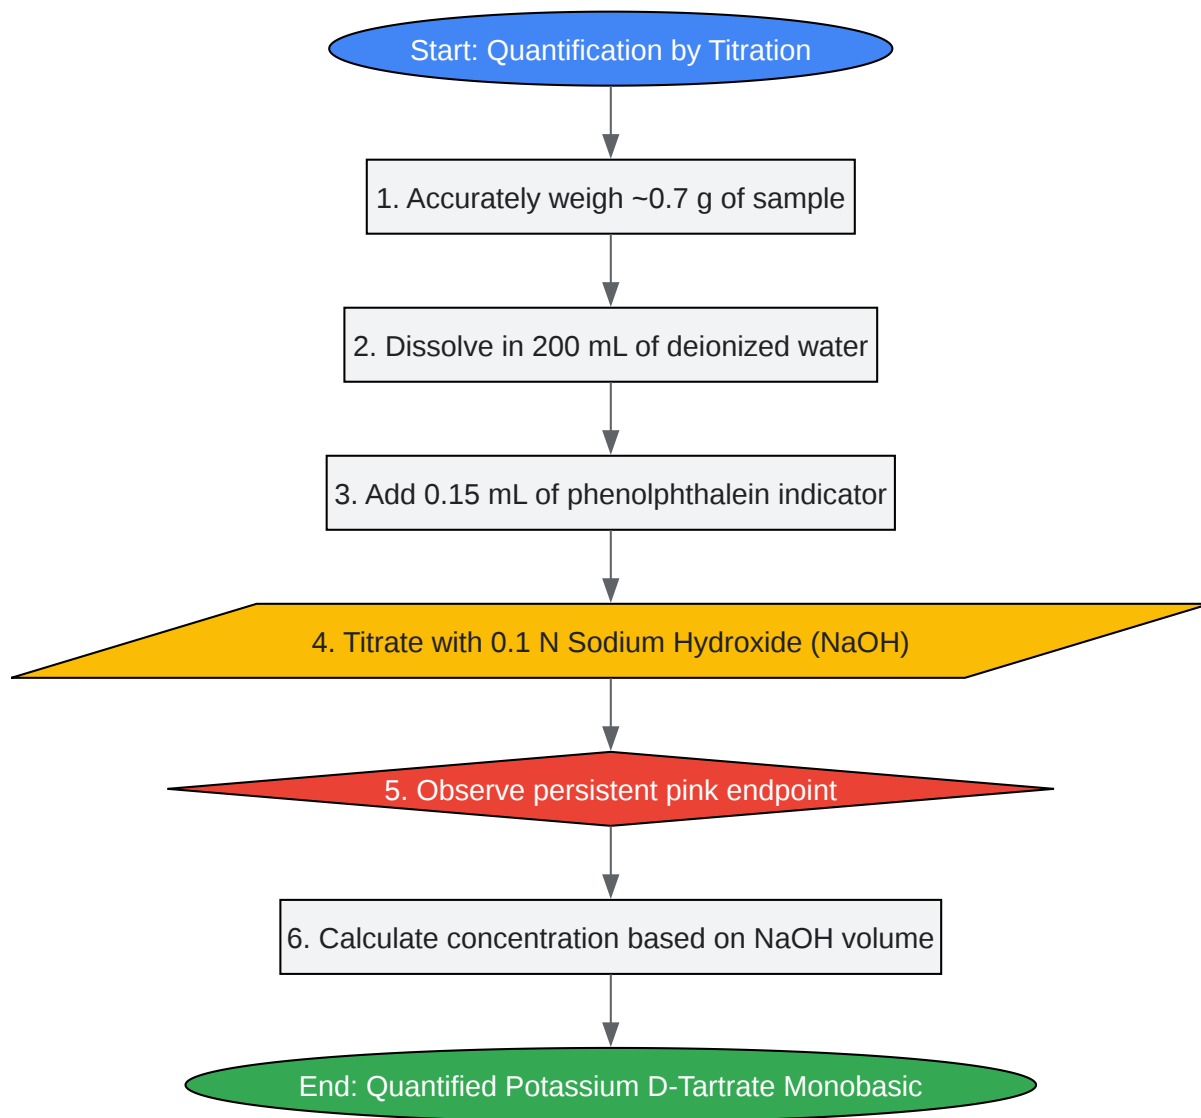 Start: Quantification by Titration
1. Accurately weigh ~0.7 g of sample
2. Dissolve in 200 mL of deionized water
3. Add 0.15 mL of phenolphthalein indicator
4. Titrate with 0.1 N Sodium Hydroxide (NaOH)
5. Observe persistent pink endpoint
6. Calculate concentration based on NaOH volume
End: Quantified Potassium D-Tartrate Monobasic